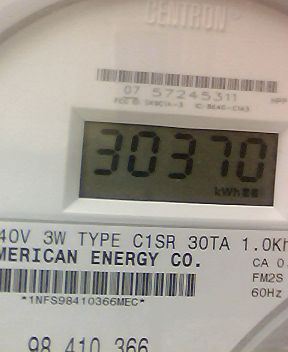 CENTRON
07 57245311
30370
kWh
40V 3W TYPE C1SR 30TA 1.0Kh
MERICAN ENERGY CO.
CA 0
FM2S
60Hz
*1NFS98410366MEC*
98 410 366